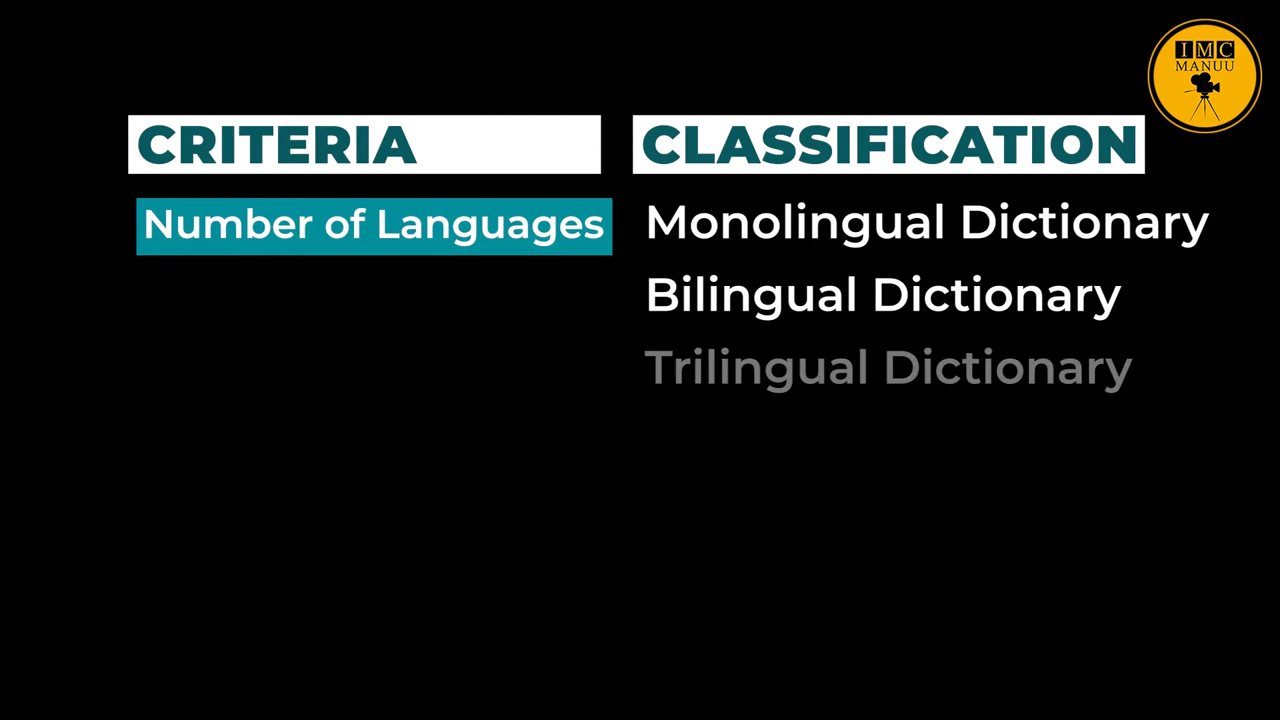 IMC
MANUU
CRITERIA
CLASSIFICATION
Number of Languages
Monolingual Dictionary
Bilingual Dictionary
Trilingual Dictionary